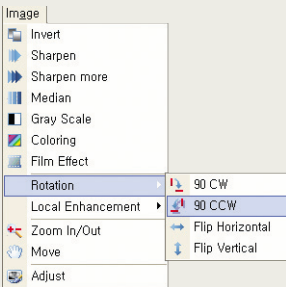 Image
Invert
Sharpen
Sharpen more
Median
Gray Scale
Coloring
Film Effect
Rotation
90 CW
Local Enhancement
90 CCW
Zoom In/Out
Flip Horizontal
Move
Flip Vertical
Adjust